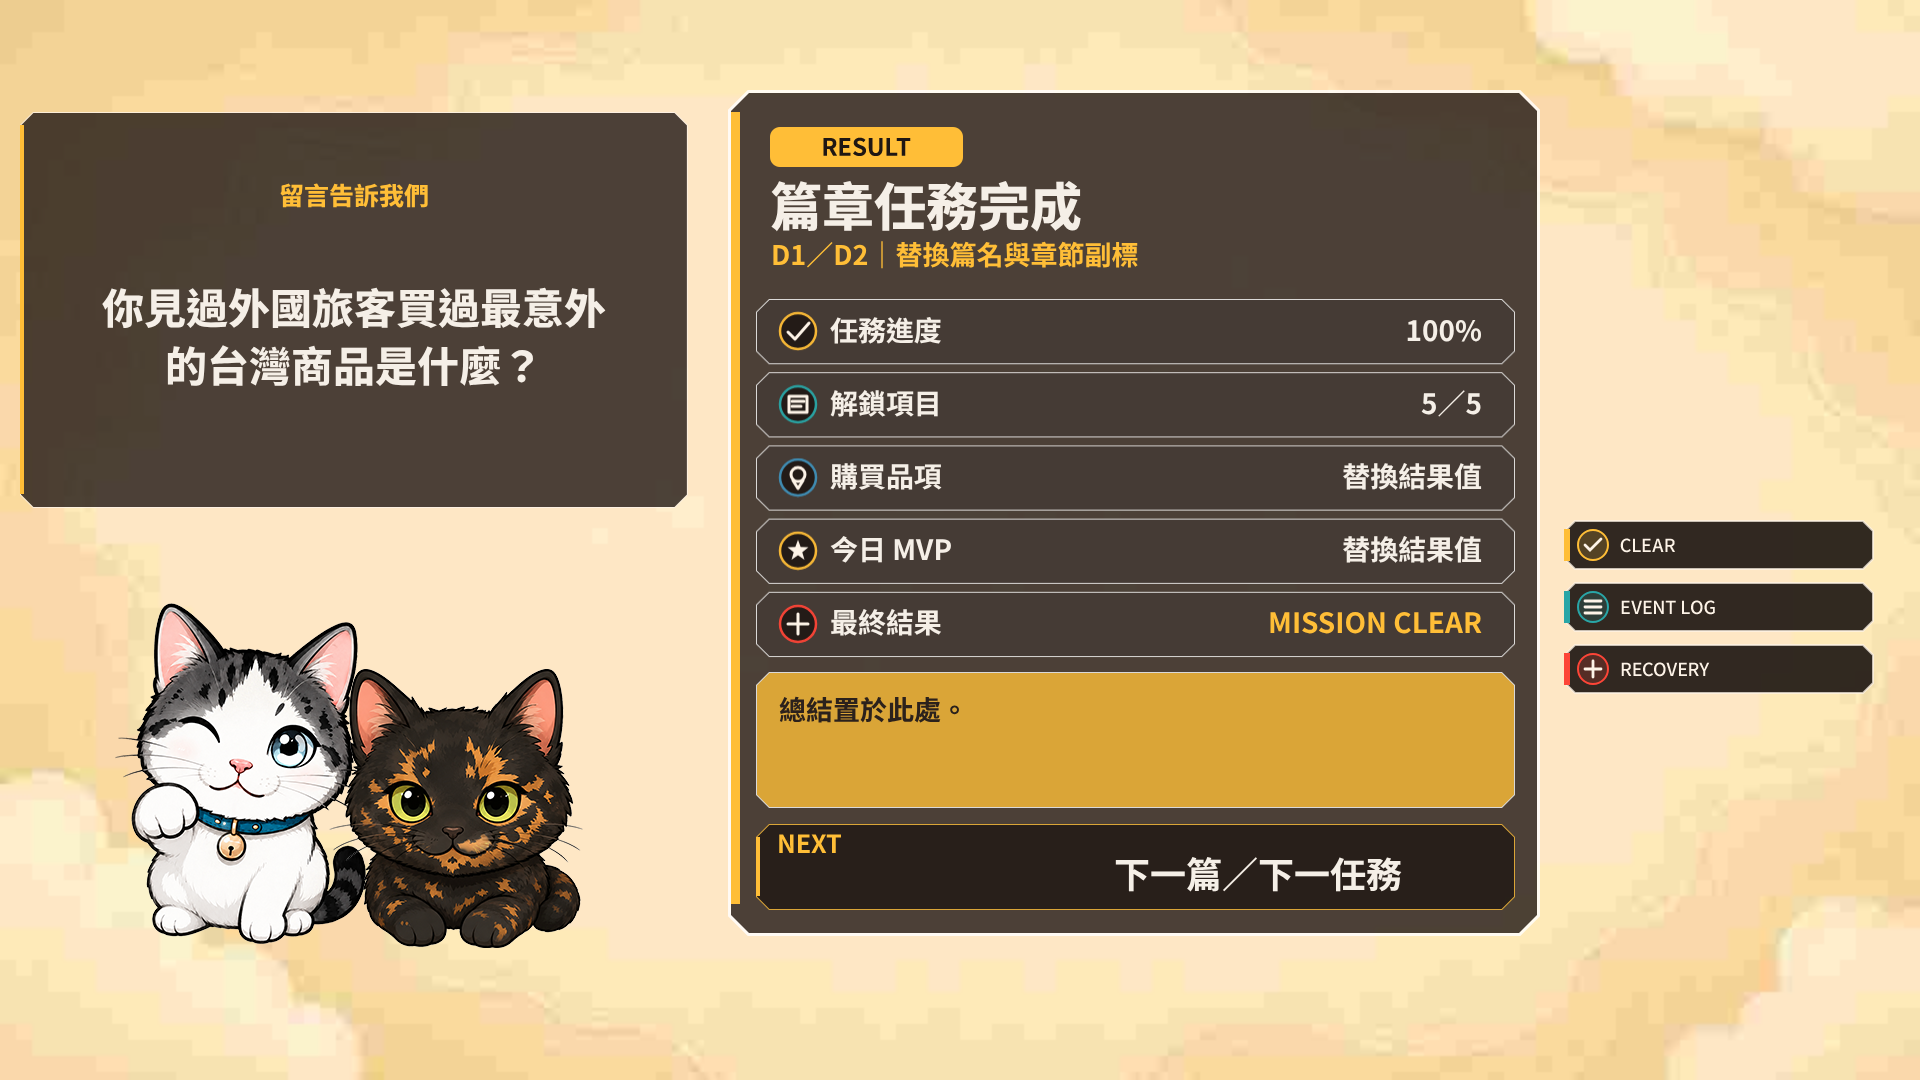 留言告訴我們
你見過外國旅客買過最意外
的台灣商品是什麼？
RESULT
篇章任務完成
D1／D2｜替換篇名與章節副標
任務進度 100%
解鎖項目 5／5
購買品項 替換結果值
今日 MVP 替換結果值
最終結果 MISSION CLEAR
總結置於此處。
NEXT
下一篇／下一任務
CLEAR
EVENT LOG
RECOVERY